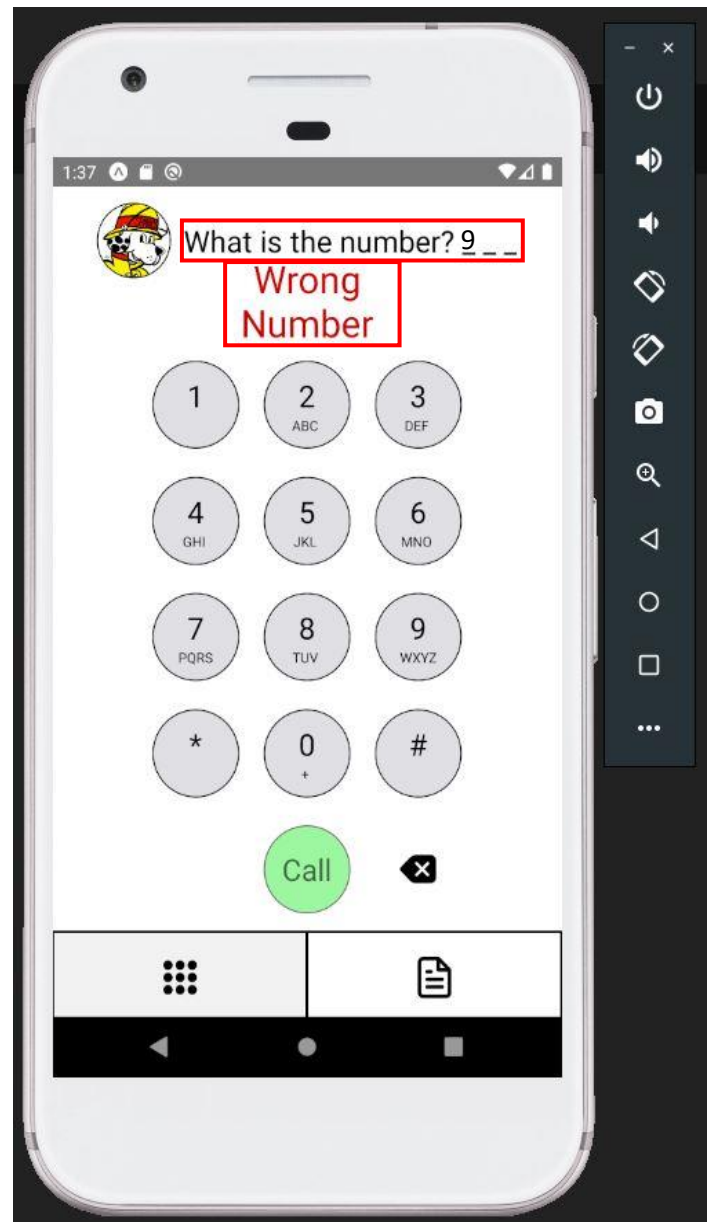 1:37
What is the number? 9 _ _
Wrong
Number
1
2
ABC
3
DEF
4
GHI
5
JKL
6
MNO
7
PQRS
8
TUV
9
WXYZ
*
0
+
#
Call